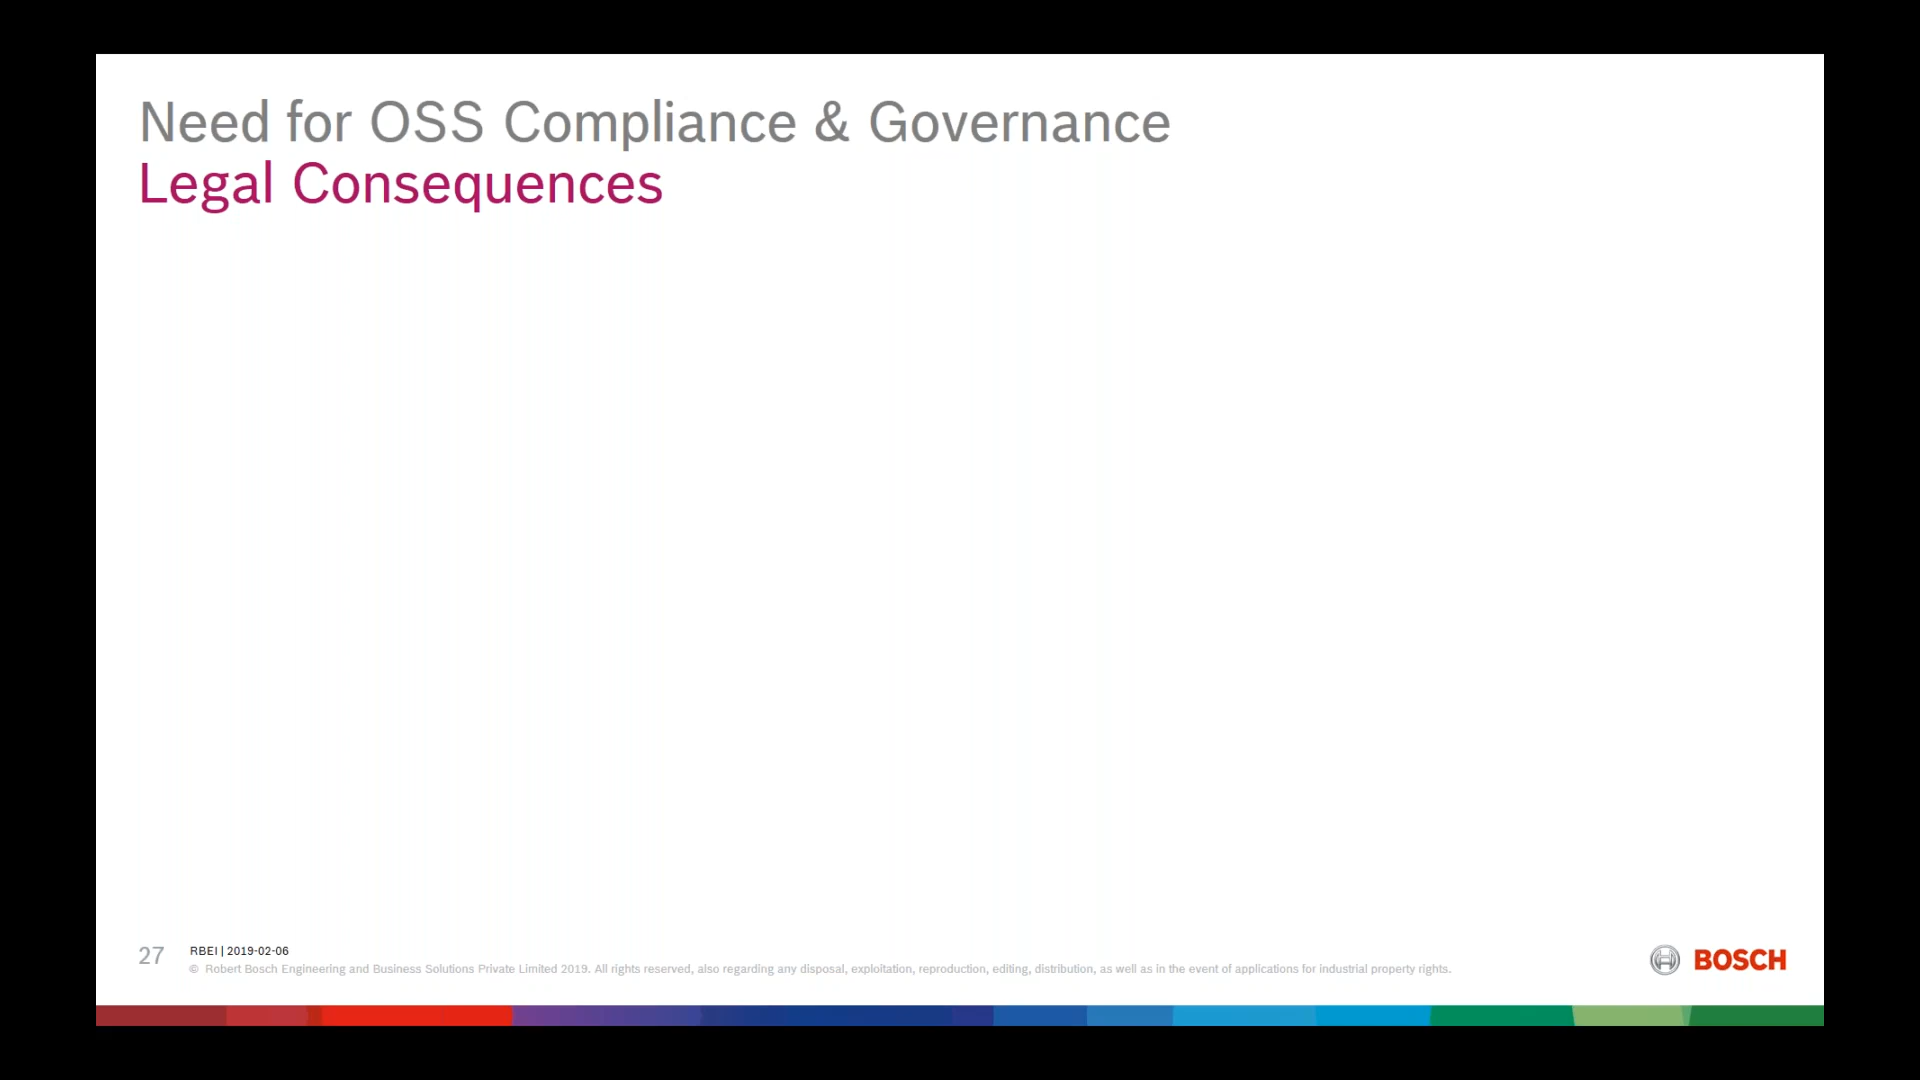 Need for OSS Compliance & Governance
Legal Consequences
27
RBEI | 2019-02-06
© Robert Bosch Engineering and Business Solutions Private Limited 2019. All rights reserved, also regarding any disposal, exploitation, reproduction, editing, distribution, as well as in the event of applications for industrial property rights.
BOSCH